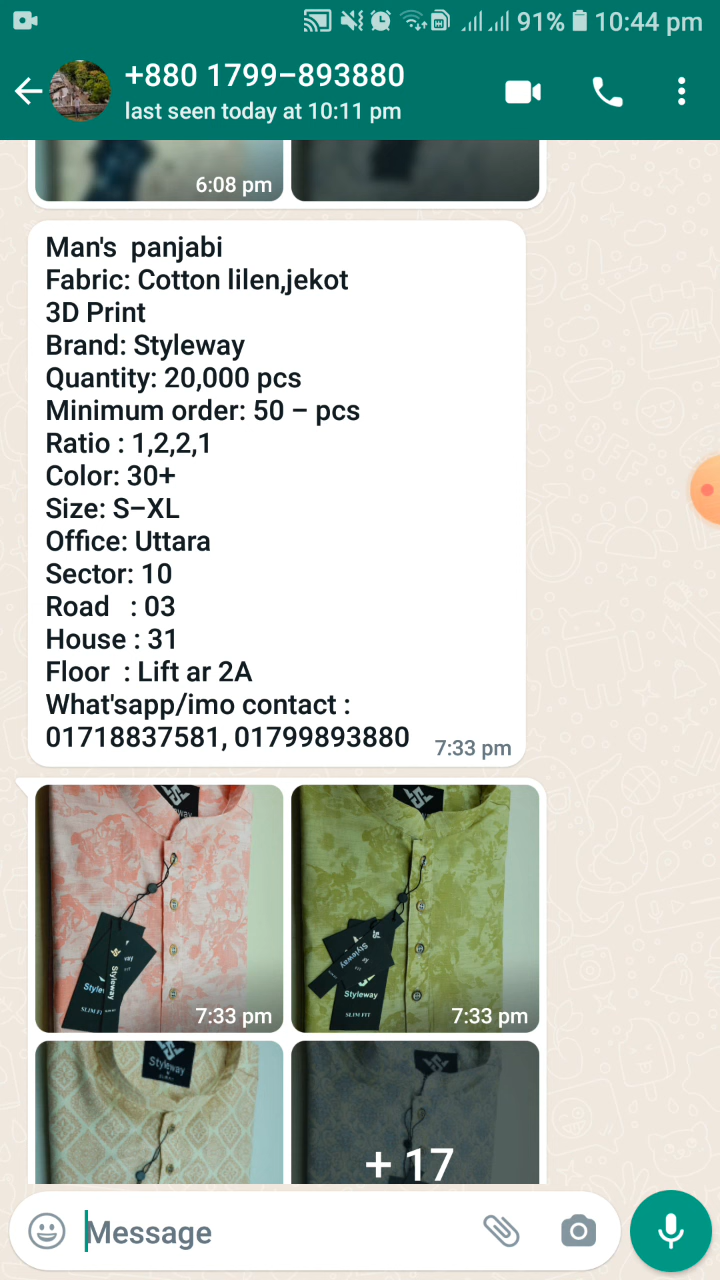 91% 10:44 pm
+880 1799-893880
last seen today at 10:11 pm
6:08 pm
Man's panjabi
Fabric: Cotton lilen,jekot
3D Print
Brand: Styleway
Quantity: 20,000 pcs
Minimum order: 50 – pcs
Ratio : 1,2,2,1
Color: 30+
Size: S–XL
Office: Uttara
Sector: 10
Road : 03
House : 31
Floor : Lift ar 2A
What'sapp/imo contact :
01718837581, 01799893880
7:33 pm
Styleway
SLIM FIT
7:33 pm
Styleway
Styleway
SLIM FIT
7:33 pm
Styleway
+ 17
Message